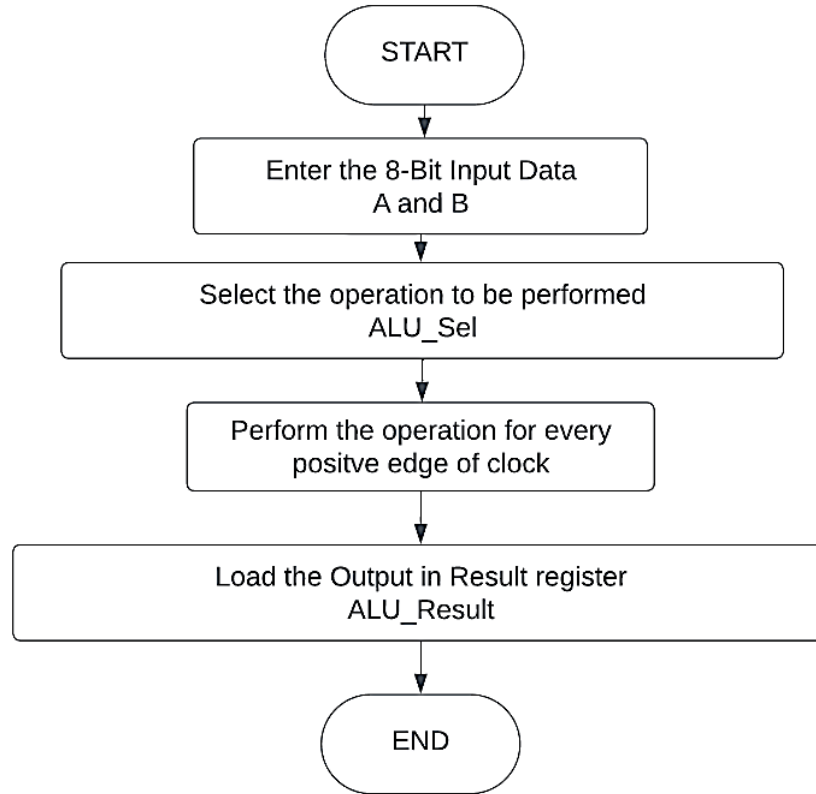 START
Enter the 8-Bit Input Data
A and B
Select the operation to be performed
ALU_Sel
Perform the operation for every
positve edge of clock
Load the Output in Result register
ALU_Result
END